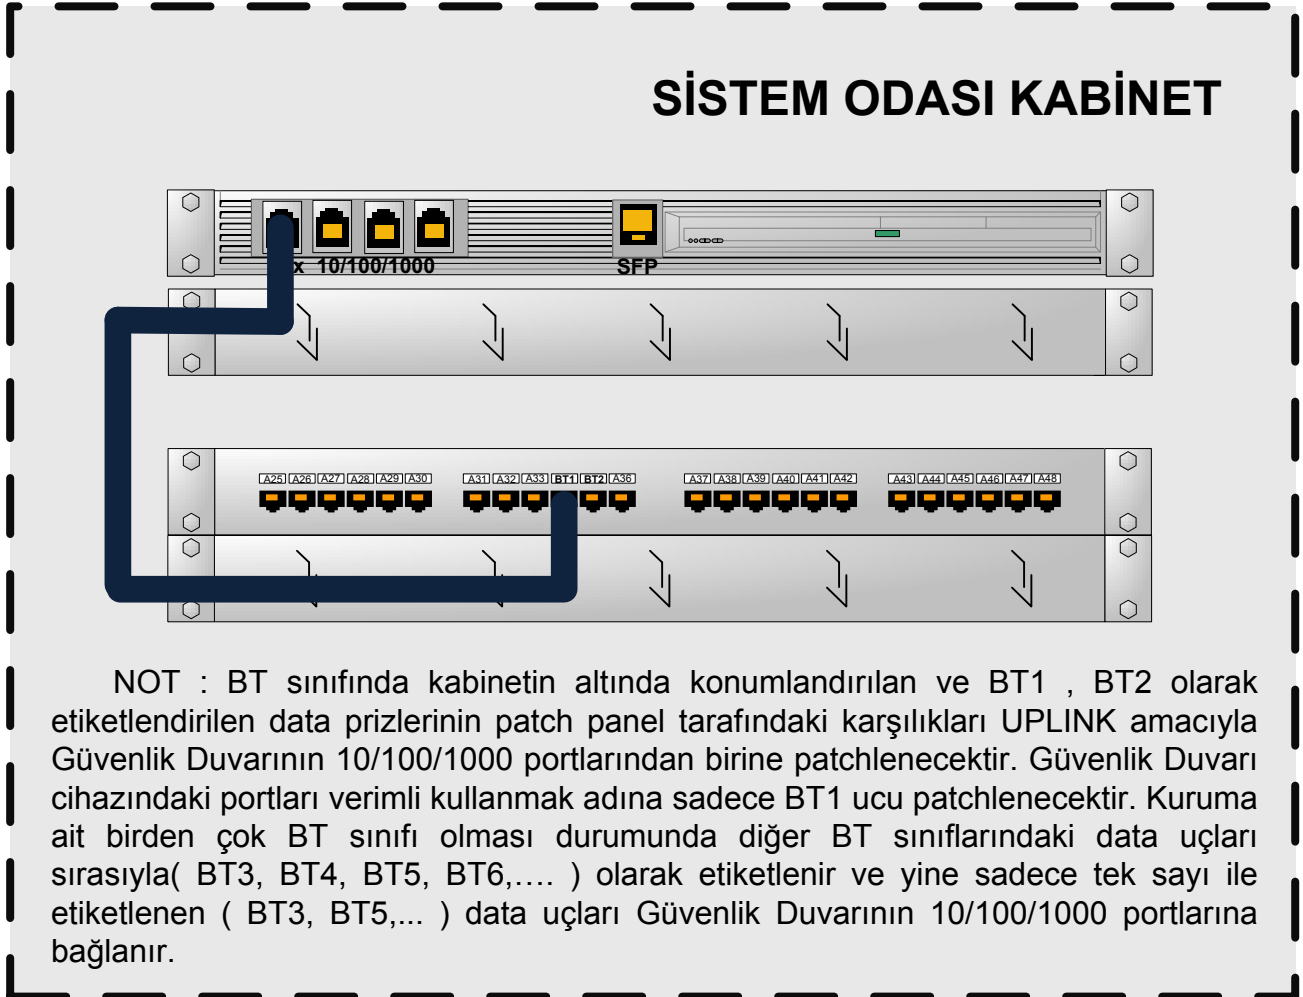 SİSTEM ODASI KABİNET
x 10/100/1000
SFP
A25 A26 A27 A28 A29 A30 A31 A32 A33 BT1 BT2 A36 A37 A38 A39 A40 A41 A42 A43 A44 A45 A46 A47 A48
NOT : BT sınıfında kabinetin altında konumlandırılan ve BT1 , BT2 olarak
etiketlendirilen data prizlerinin patch panel tarafındaki karşılıkları UPLINK amacıyla
Güvenlik Duvarının 10/100/1000 portlarından birine patchlenecektir. Güvenlik Duvarı
cihazındaki portları verimli kullanmak adına sadece BT1 ucu patchlenecektir. Kuruma
ait birden çok BT sınıfı olması durumunda diğer BT sınıflarındaki data uçları
sırasıyla( BT3, BT4, BT5, BT6,…. ) olarak etiketlenir ve yine sadece tek sayı ile
etiketlenen ( BT3, BT5,... ) data uçları Güvenlik Duvarının 10/100/1000 portlarına
bağlanır.